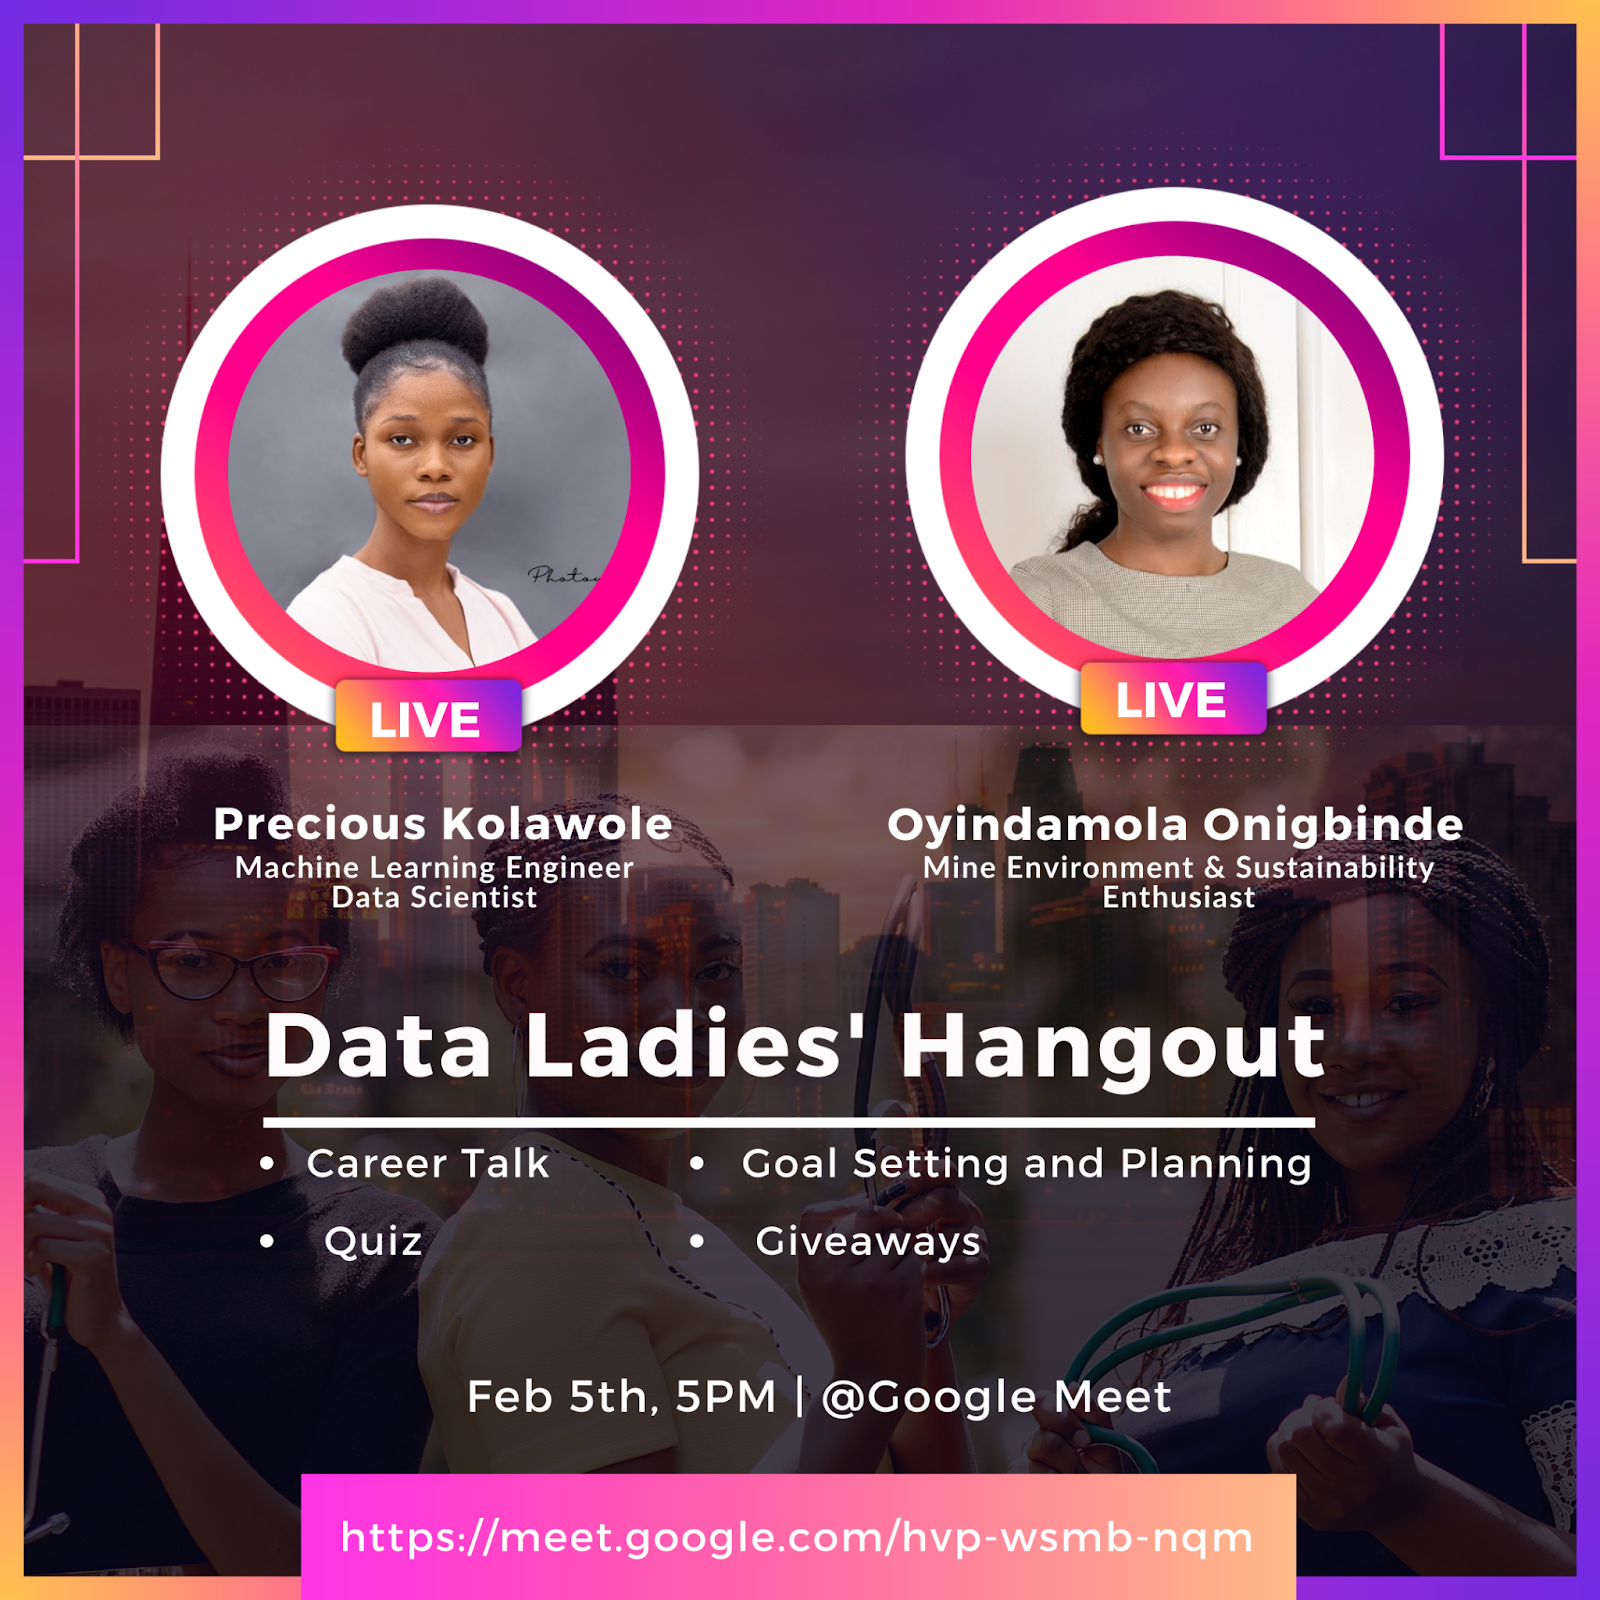 Photou
LIVE
LIVE
Precious Kolawole
Machine Learning Engineer
Data Scientist
Oyindamola Onigbinde
Mine Environment & Sustainability
Enthusiast
Data Ladies' Hangout
• Career Talk
• Goal Setting and Planning
• Quiz
• Giveaways
Feb 5th, 5PM | @Google Meet
https://meet.google.com/hvp-wsmb-nqm